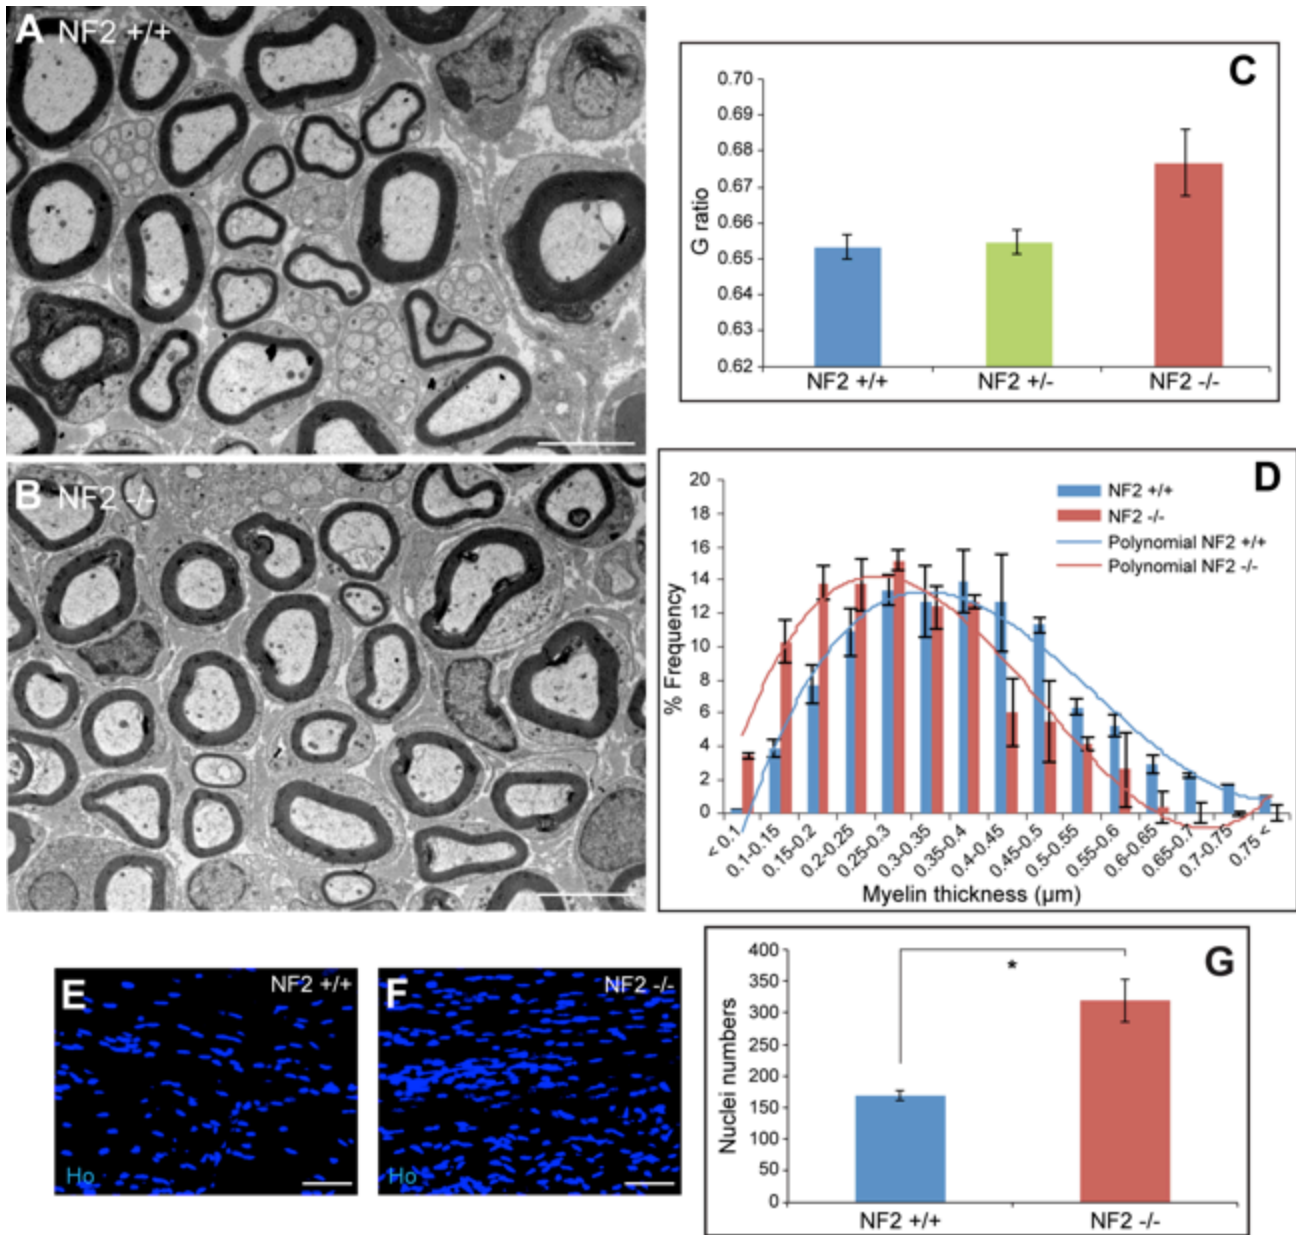 A NF2 +/+
B NF2 -/-
C
0.70
0.69
0.68
0.67
0.66
0.65
0.64
0.63
0.62
G ratio
NF2 +/+ NF2 +/- NF2 -/-
D
20
18
16
14
12
10
8
6
4
2
0
% Frequency
NF2 +/+
NF2 -/-
Polynomial NF2 +/+
Polynomial NF2 -/-
< 0.1 0.1-0.15 0.15-0.2 0.2-0.25 0.25-0.3 0.3-0.35 0.35-0.4 0.4-0.45 0.45-0.5 0.5-0.55 0.55-0.6 0.6-0.65 0.65-0.7 0.7-0.75 0.75 <
Myelin thickness (µm)
E NF2 +/+
Ho
F NF2 -/-
Ho
G
400
350
300
250
200
150
100
50
0
Nuclei numbers
*
NF2 +/+ NF2 -/-